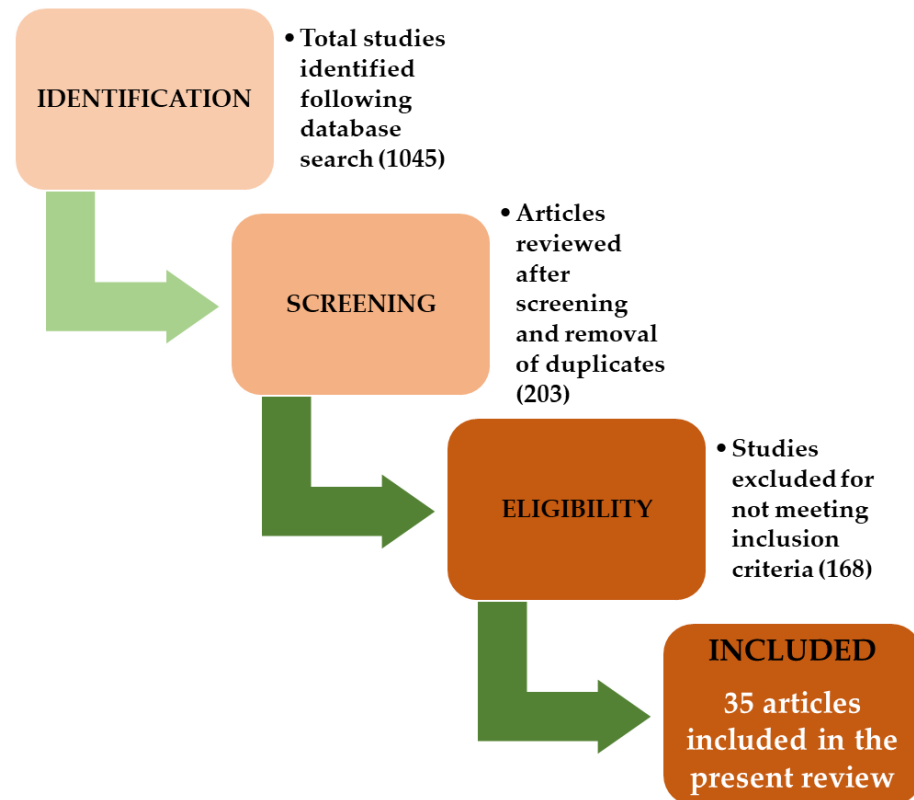 IDENTIFICATION
• Total studies
identified
following
database
search (1045)
SCREENING
• Articles
reviewed
after
screening
and removal
of duplicates
(203)
ELIGIBILITY
• Studies
excluded for
not meeting
inclusion
criteria (168)
INCLUDED
35 articles
included in the
present review